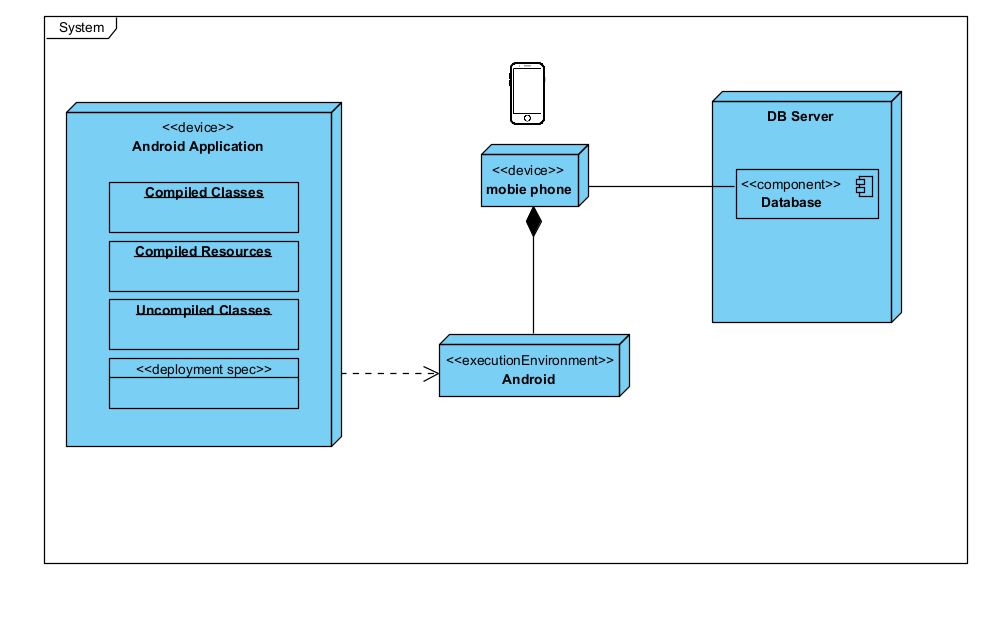 System
<<device>>
Android Application
Compiled Classes
Compiled Resources
Uncompiled Classes
<<deployment spec>>
<<device>>
mobie phone
<<executionEnvironment>>
Android
DB Server
<<component>>
Database